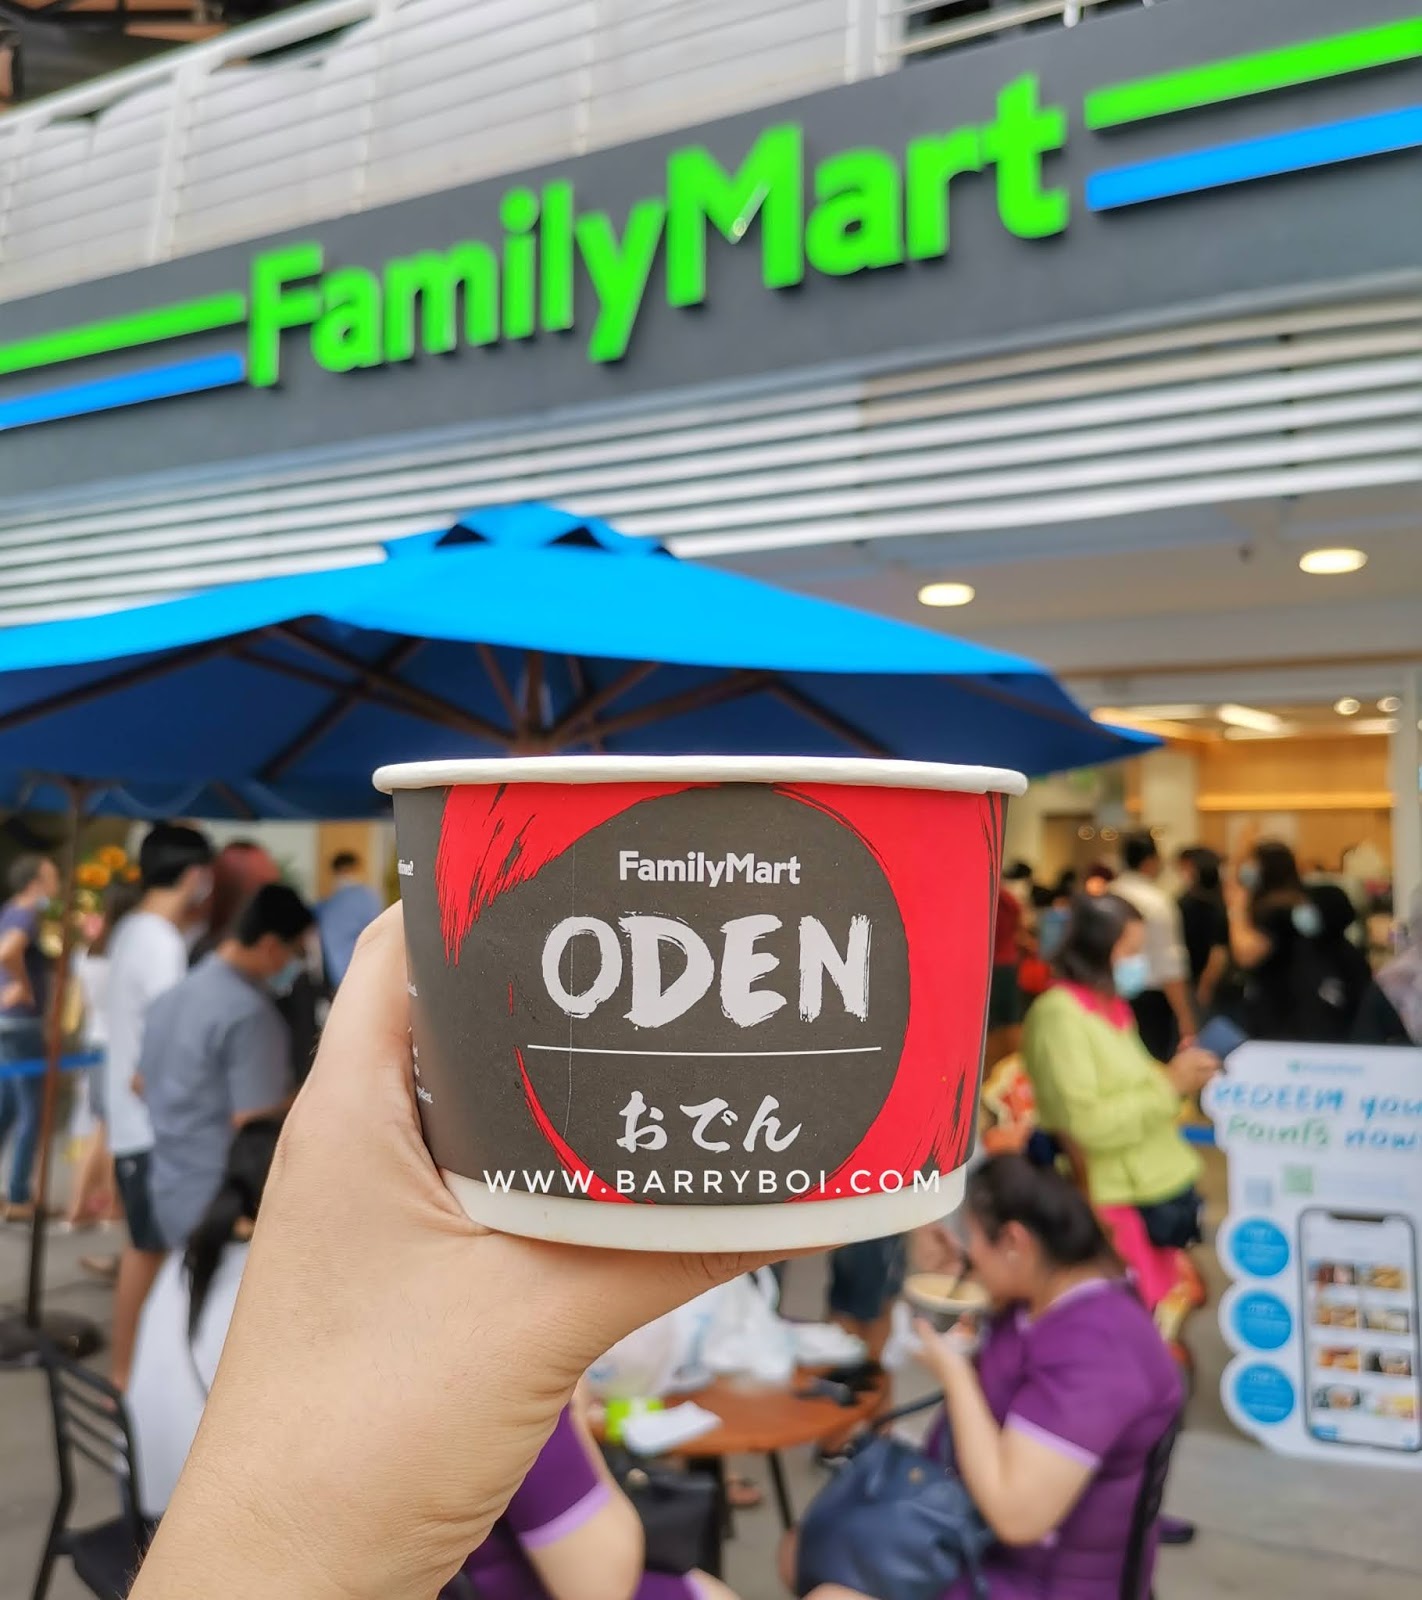 FamilyMart
FamilyMart
ODEN
おでん
WWW.BARRYBOI.COM
REDEEM your
Points now!